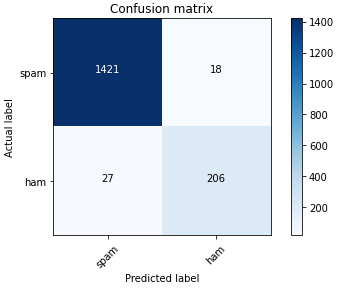 Confusion matrix
1421
18
27
206
spam
ham
Actual label
spam
ham
Predicted label
1400
1200
1000
800
600
400
200